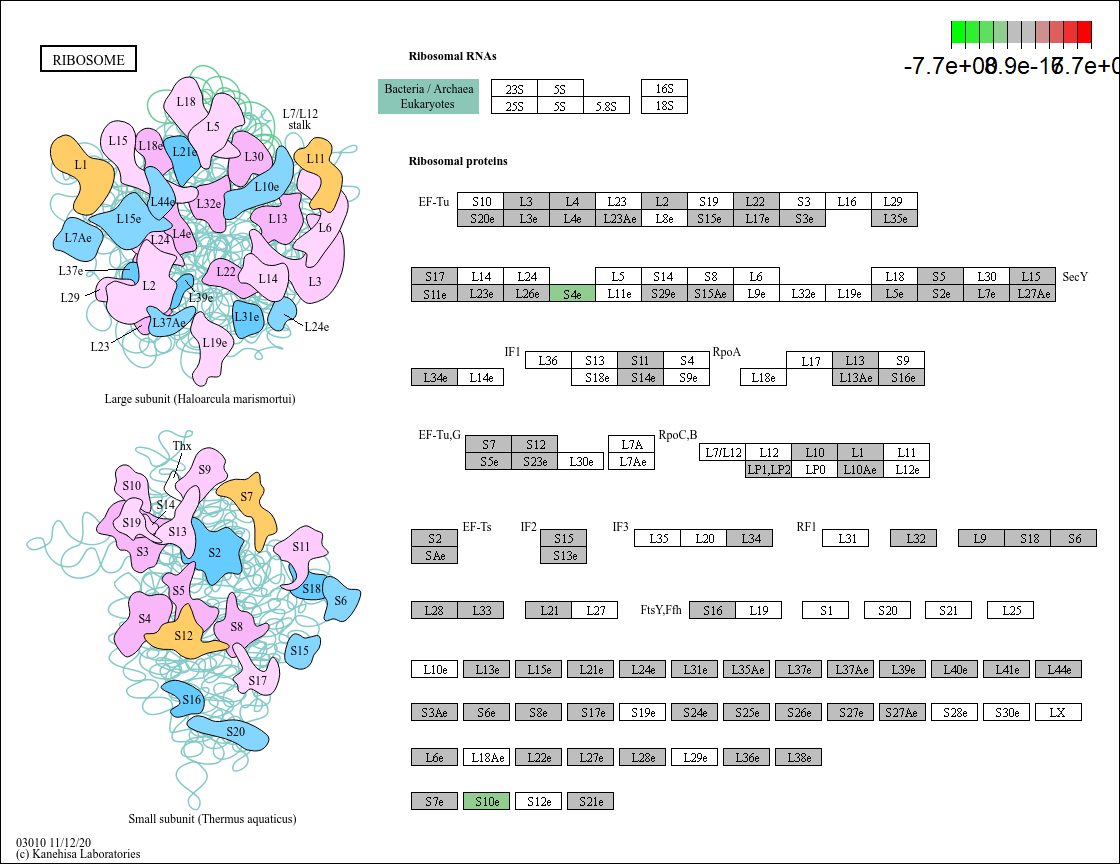 RIBOSOME
-7.7e+08.9e-167.7e+0
Ribosomal RNAs
Bacteria / Archaea
Eukaryotes
23S 5S 16S
25S 5S 5.8S 18S
Ribosomal proteins
EF-Tu S10 L3 L4 L23 L2 S19 L22 S3 L16 L29
S20e L3e L4e L23Ae L8e S15e L17e S3e L35e
S17 L14 L24 L5 S14 S8 L6 L18 S5 L30 L15 SecY
S11e L23e L26e S4e L11e S29e S15Ae L9e L32e L19e L5e S2e L7e L27Ae
IF1 L36 S13 S11 S4 RpoA L17 L13 S9
L34e L14e S18e S14e S9e L18e L13Ae S16e
EF-Tu,G S7 S12 L7A RpoC,B L7/L12 L12 L10 L1 L11
S5e S23e L30e L7Ae LP1,LP2 LP0 L10Ae L12e
S2 EF-Ts IF2 S15 IF3 L35 L20 L34 RF1 L31 L32 L9 S18 S6
SAe S13e
L28 L33 L21 L27 FtsY,Ffh S16 L19 S1 S20 S21 L25
L10e L13e L15e L21e L24e L31e L35Ae L37e L37Ae L39e L40e L41e L44e
S3Ae S6e S8e S17e S19e S24e S25e S26e S27e S27Ae S28e S30e LX
L6e L18Ae L22e L27e L28e L29e L36e L38e
S7e S10e S12e S21e
L18
L5
L7/L12
stalk
L15
L18e
L21e
L30
L11
L1
L10e
L44e
L32e
L15e
L13
L6
L7Ae
L24
L4e
L37e
L22
L14
L3
L2
L29
L39e
L37Ae
L31e
L24e
L23
L19e
Large subunit (Haloarcula marismortui)
Thx
S9
S10
S7
S14
S19
S13
S3
S2
S11
S5
S18
S6
S4
S12
S8
S15
S17
S16
S20
Small subunit (Thermus aquaticus)
03010 11/12/20
(c) Kanehisa Laboratories